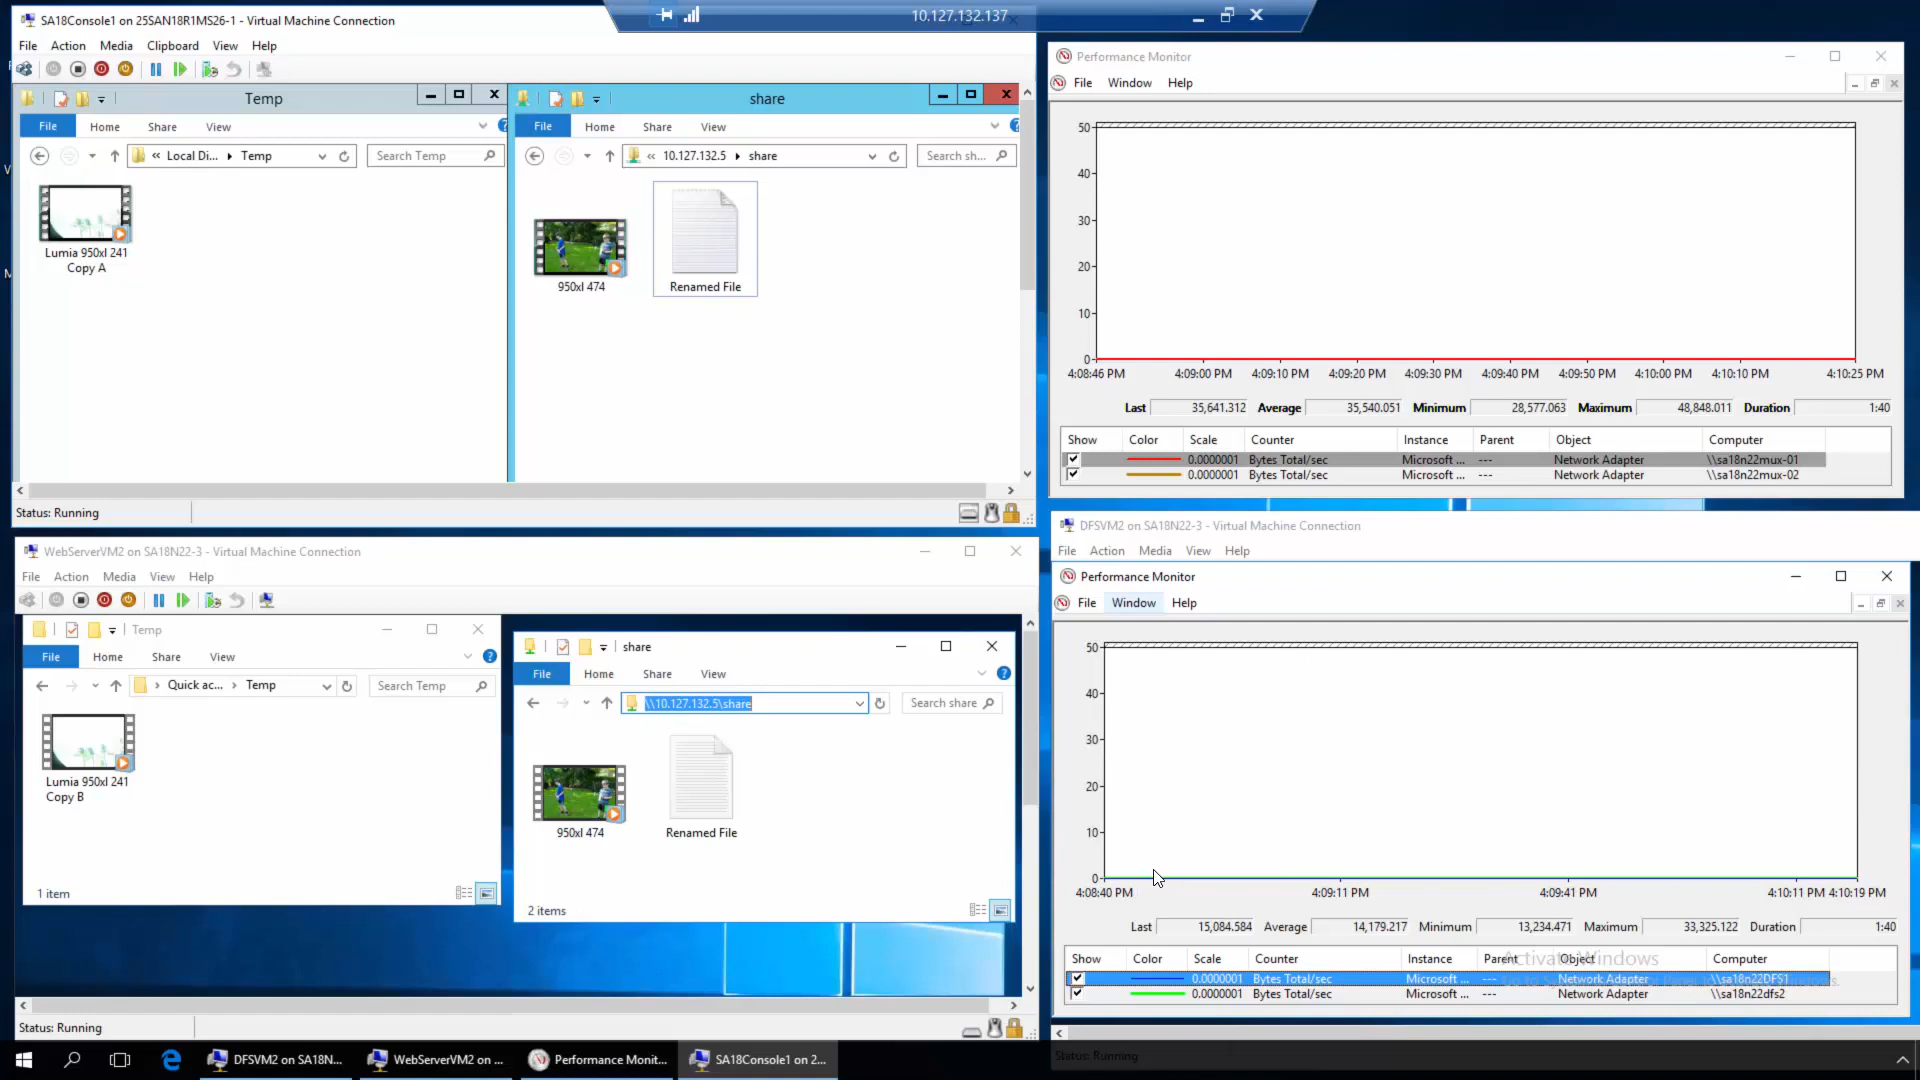 SA18Console1 on 25SAN18R1MS26-1 - Virtual Machine Connection
10.127.132.137
File Action Media Clipboard View Help
Temp
File Home Share View
« Local Di... Temp
Search Temp
Lumia 950xl 241
Copy A
share
File Home Share View
« 10.127.132.5 share
Search sh...
950xl 474
Renamed File
Status: Running
Performance Monitor
File Window Help
50
40
30
20
10
0
4:08:46 PM 4:09:00 PM 4:09:10 PM 4:09:20 PM 4:09:30 PM 4:09:40 PM 4:09:50 PM 4:10:00 PM 4:10:10 PM 4:10:25 PM
Last 35,641.312 Average 35,540.051 Minimum 28,577.063 Maximum 48,848.011 Duration 1:40
Show Color Scale Counter Instance Parent Object Computer
0.0000001 Bytes Total/sec Microsoft ... --- Network Adapter \\sa18n22mux-01
0.0000001 Bytes Total/sec Microsoft ... --- Network Adapter \\sa18n22mux-02
WebServerVM2 on SA18N22-3 - Virtual Machine Connection
File Action Media View Help
Temp
File Home Share View
Quick ac... Temp
Search Temp
Lumia 950xl 241
Copy B
1 item
share
File Home Share View
\\10.127.132.5\share
Search share
950xl 474
Renamed File
2 items
Status: Running
DFSVM2 on SA18N22-3 - Virtual Machine Connection
File Action Media View Help
Performance Monitor
File Window Help
50
40
30
20
10
0
4:08:40 PM 4:09:11 PM 4:09:41 PM 4:10:11 PM 4:10:19 PM
Last 15,084.584 Average 14,179.217 Minimum 13,234.471 Maximum 33,325.122 Duration 1:40
Show Color Scale Counter Instance Parent Object Computer
Activate Windows
0.0000001 Bytes Total/sec Microsoft ... --- Network Adapter \\sa18n22DFS1
0.0000001 Bytes Total/sec Microsoft ... --- Network Adapter \\sa18n22dfs2
Status: Running
DFSVM2 on SA18N...
WebServerVM2 on ...
Performance Monit...
SA18Console1 on 2...